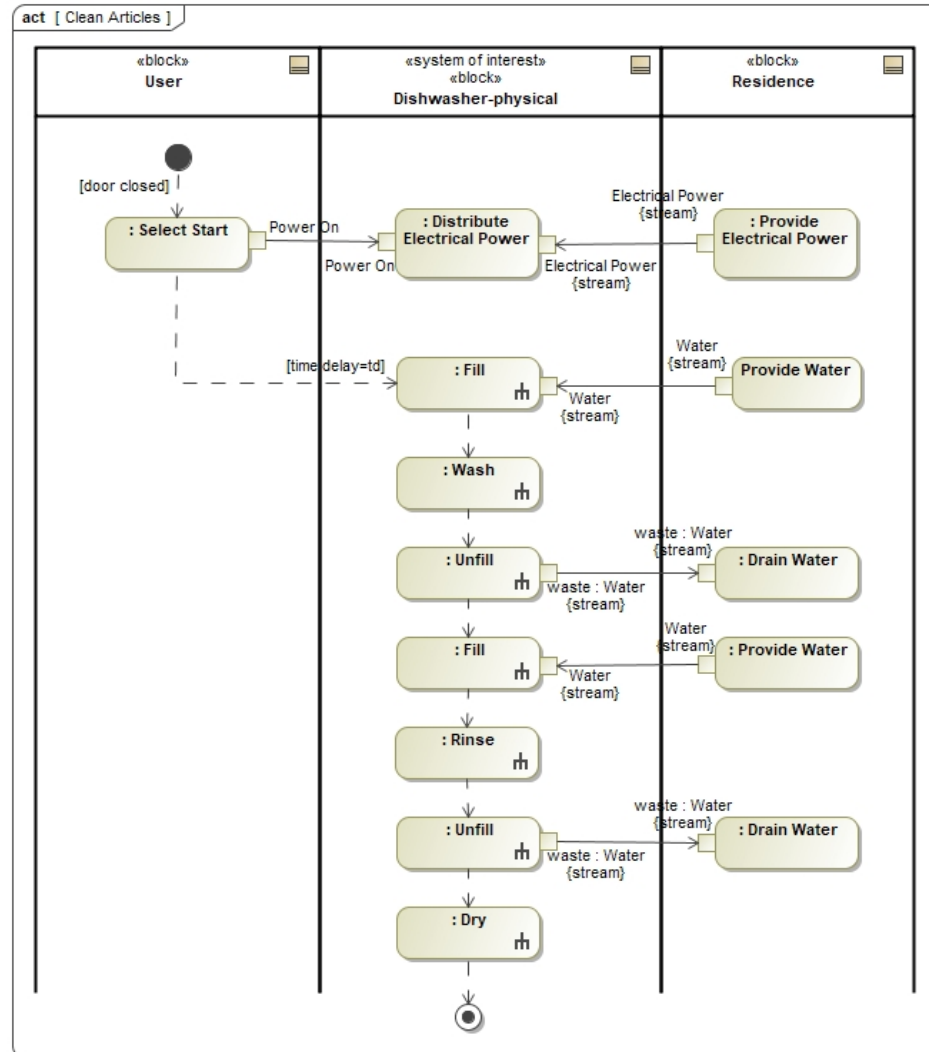 act [ Clean Articles ]
«block»
User
«system of interest»
«block»
Dishwasher-physical
«block»
Residence
[door closed]
: Select Start
Power On
Power On
: Distribute
Electrical Power
Electrical Power
{stream}
Electrical Power
{stream}
: Provide
Electrical Power
[time delay=td]
: Fill
Water
{stream}
Water
{stream}
Provide Water
: Wash
: Unfill
waste : Water
{stream}
waste : Water
{stream}
: Drain Water
: Fill
Water
{stream}
Water
{stream}
: Provide Water
: Rinse
: Unfill
waste : Water
{stream}
waste : Water
{stream}
: Drain Water
: Dry